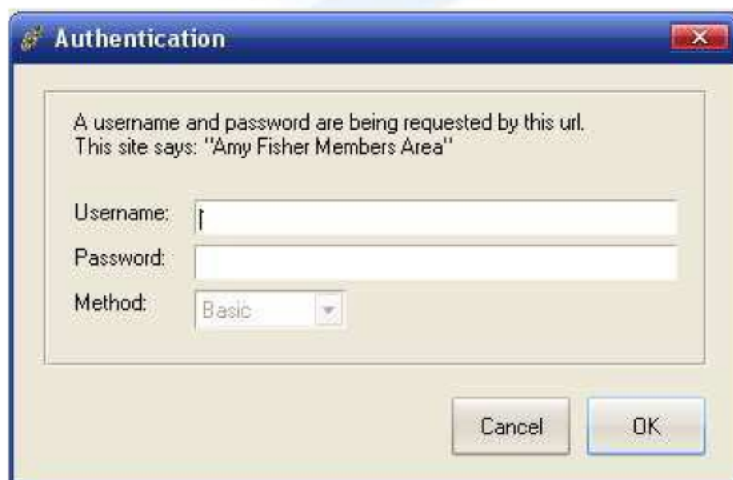 Authentication
A username and password are being requested by this url.
This site says: "Amy Fisher Members Area"
Username:
Password:
Method: Basic
Cancel OK